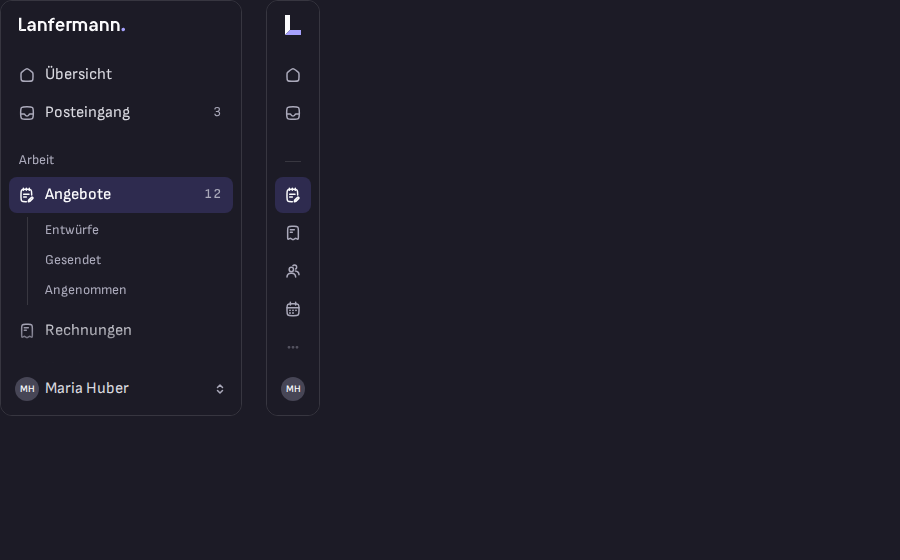 Lanfermann.
Übersicht
Posteingang 3
Arbeit
Angebote 12
Entwürfe
Gesendet
Angenommen
Rechnungen
MH Maria Huber
L
MH